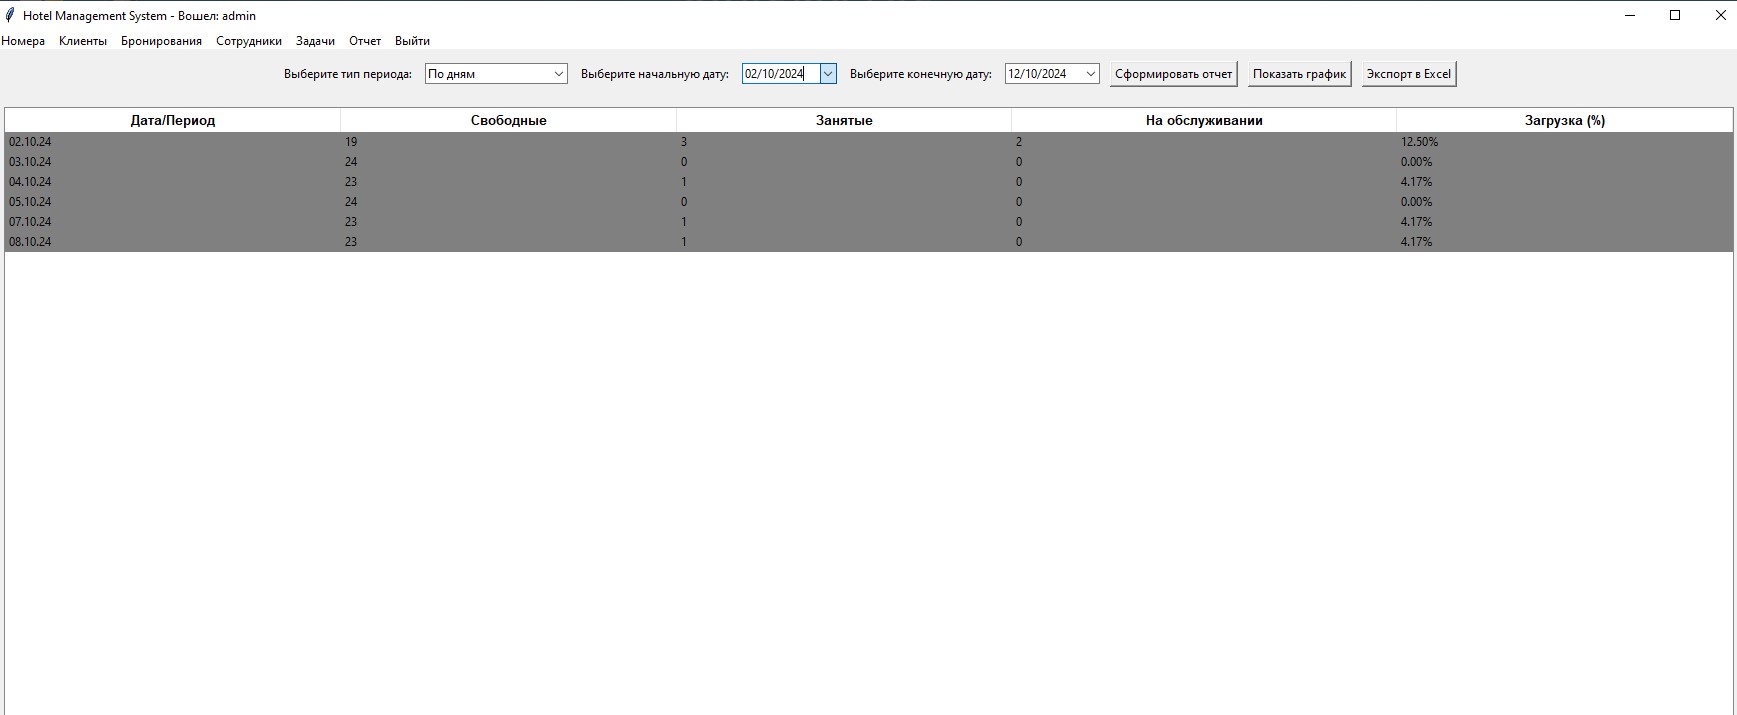 Hotel Management System - Вошел: admin
Номера Клиенты Бронирования Сотрудники Задачи Отчет Выйти
Выберите тип периода: По дням Выберите начальную дату: 02/10/2024 Выберите конечную дату: 12/10/2024 Сформировать отчет Показать график Экспорт в Excel
Дата/Период Свободные Занятые На обслуживании Загрузка (%)
02.10.24 19 3 2 12.50%
03.10.24 24 0 0 0.00%
04.10.24 23 1 0 4.17%
05.10.24 24 0 0 0.00%
07.10.24 23 1 0 4.17%
08.10.24 23 1 0 4.17%